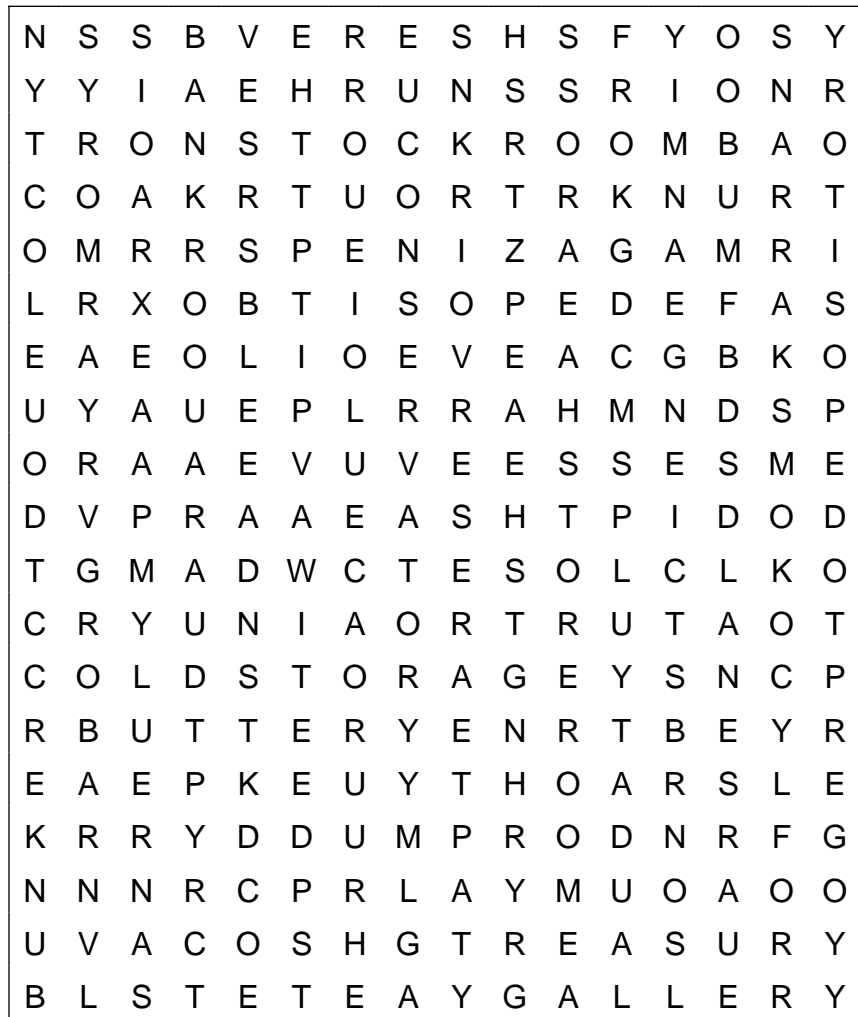 N S S B V E R E S H S F Y O S Y
Y Y I A E H R U N S S R I O N R
T R O N S T O C K R O O M B A O
C O A K R T U O R T R K N U R T
O M R R S P E N I Z A G A M R I
L R X O B T I S O P E D E F A S
E A E O L I O E V E A C G B K O
U Y A U E P L R R A H M N D S P
O R A A E V U V E E S S E S M E
D V P R A A E A S H T P I D O D
T G M A D W C T E S O L C L K O
C R Y U N I A O R T R U T A O T
C O L D S T O R A G E Y S N C P
R B U T T E R Y E N R T B E Y R
E A E P K E U Y T H O A R S L E
K R R Y D D U M P R O D N R F G
N N N R C P R L A Y M U O A O O
U V A C O S H G T R E A S U R Y
B L S T E T E A Y G A L L E R Y